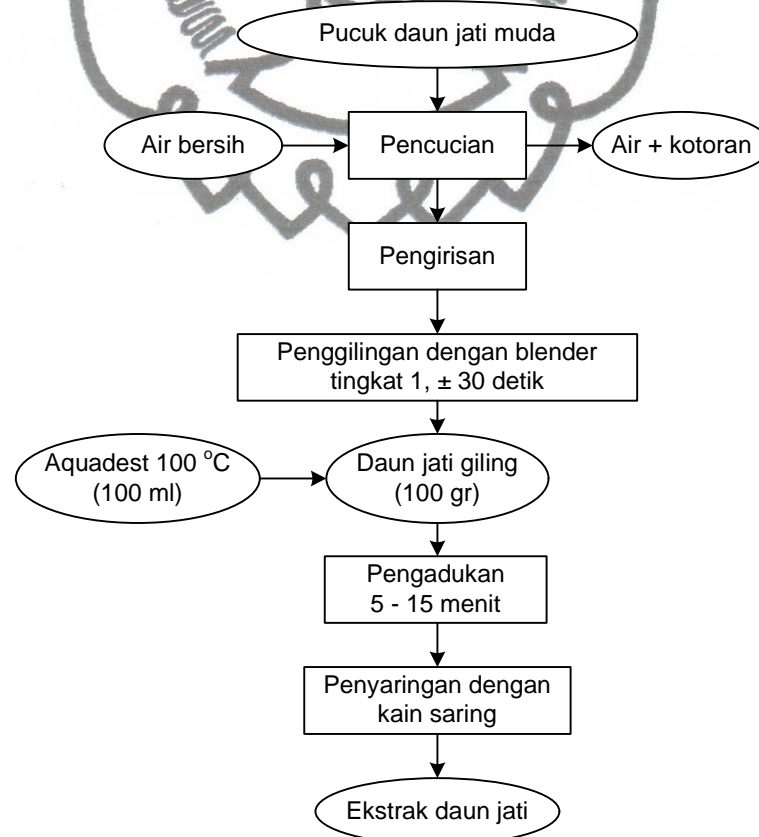 Pucuk daun jati muda
Air bersih
Pencucian
Air + kotoran
Pengirisan
Penggilingan dengan blender
tingkat 1, ± 30 detik
Aquadest 100 °C
(100 ml)
Daun jati giling
(100 gr)
Pengadukan
5 - 15 menit
Penyaringan dengan
kain saring
Ekstrak daun jati